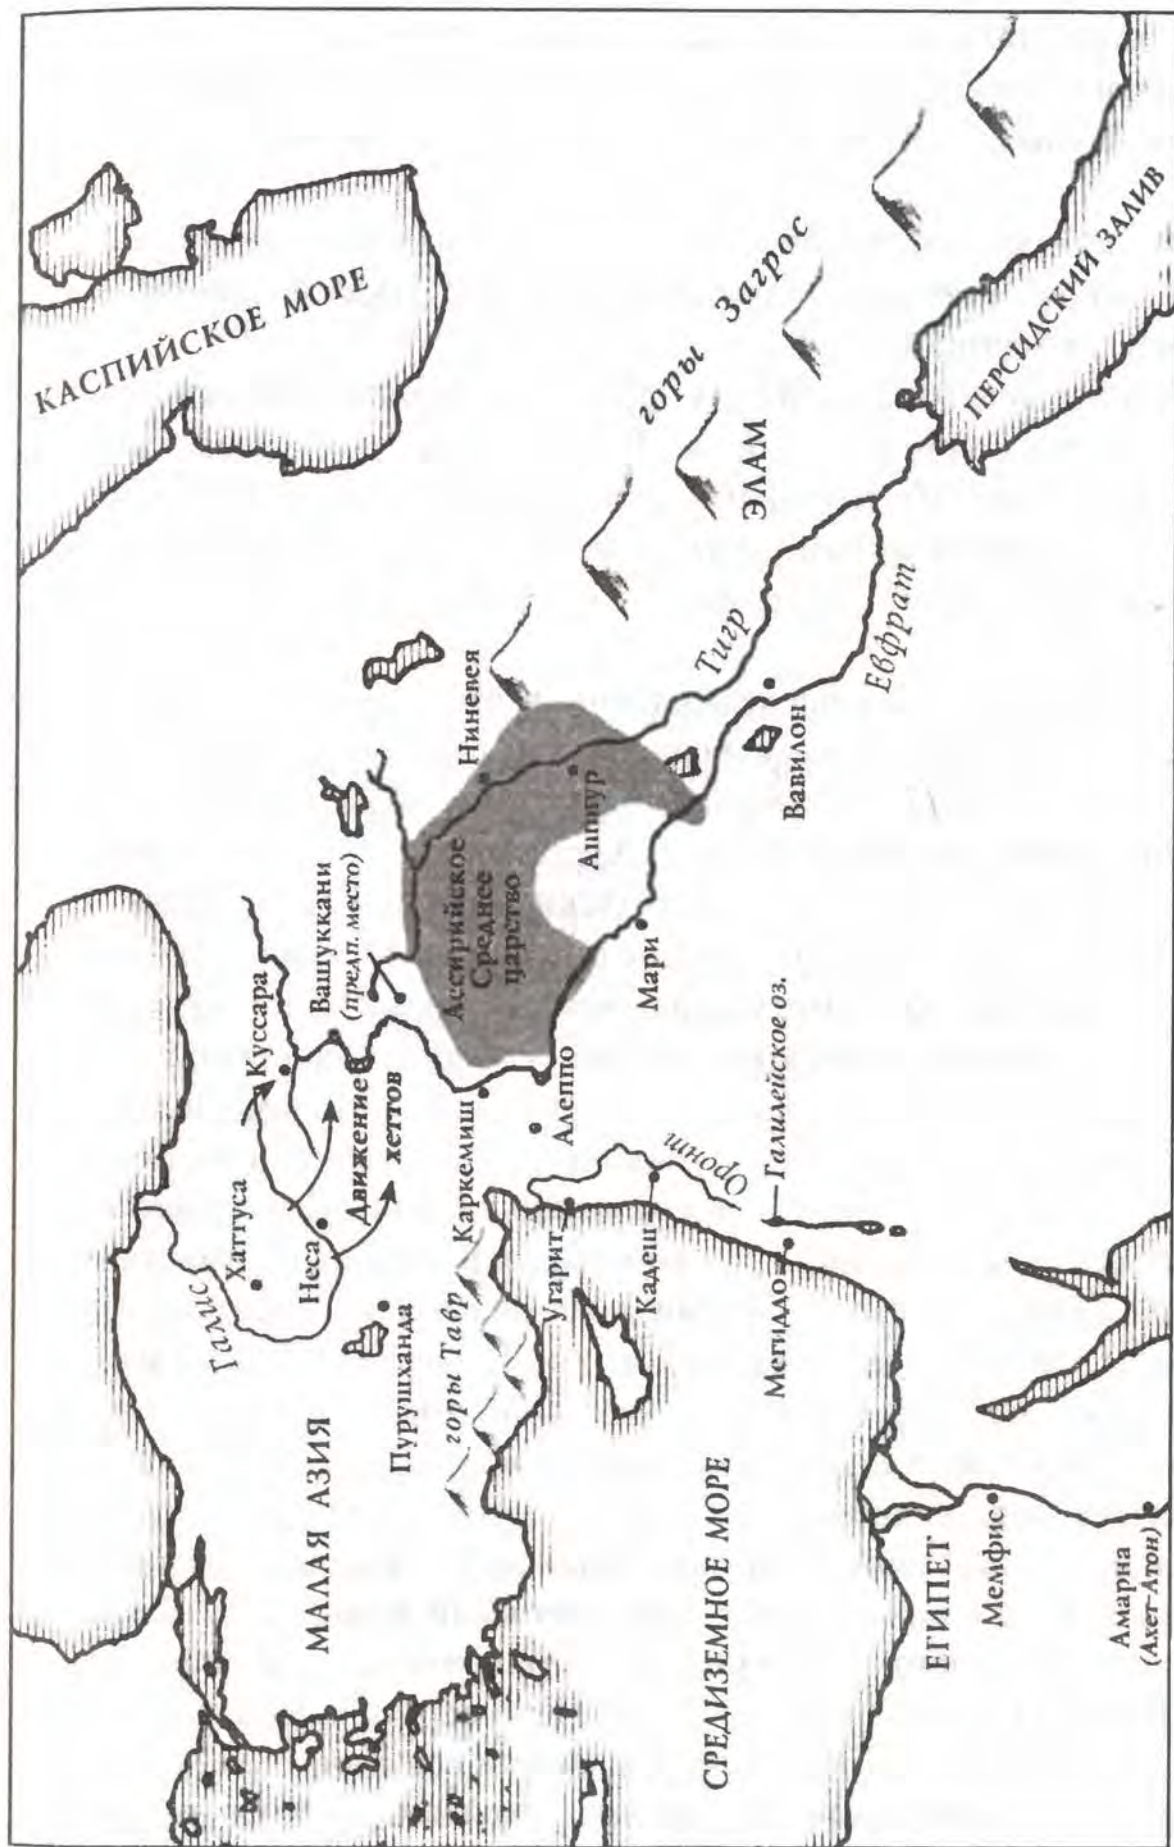 КАСПИЙСКОЕ МОРЕ
МАЛАЯ АЗИЯ
Галис
Хаттуса
Куссара
Неса
Движение
хеттов
Вашуккани
(предп. место)
Пурушханда
горы Тавр
Каркемиш
Ниневея
Ассирийское
Среднее
царство
Ашшур
Алеппо
Угарит
Кадеш
Оронт
Мари
Галилейское оз.
Мегиддо
Тигр
Евфрат
Вавилон
горы Загрос
ЭЛАМ
ПЕРСИДСКИЙ ЗАЛИВ
СРЕДИЗЕМНОЕ МОРЕ
ЕГИПЕТ
Мемфис
Амарна
(Ахет-Атон)